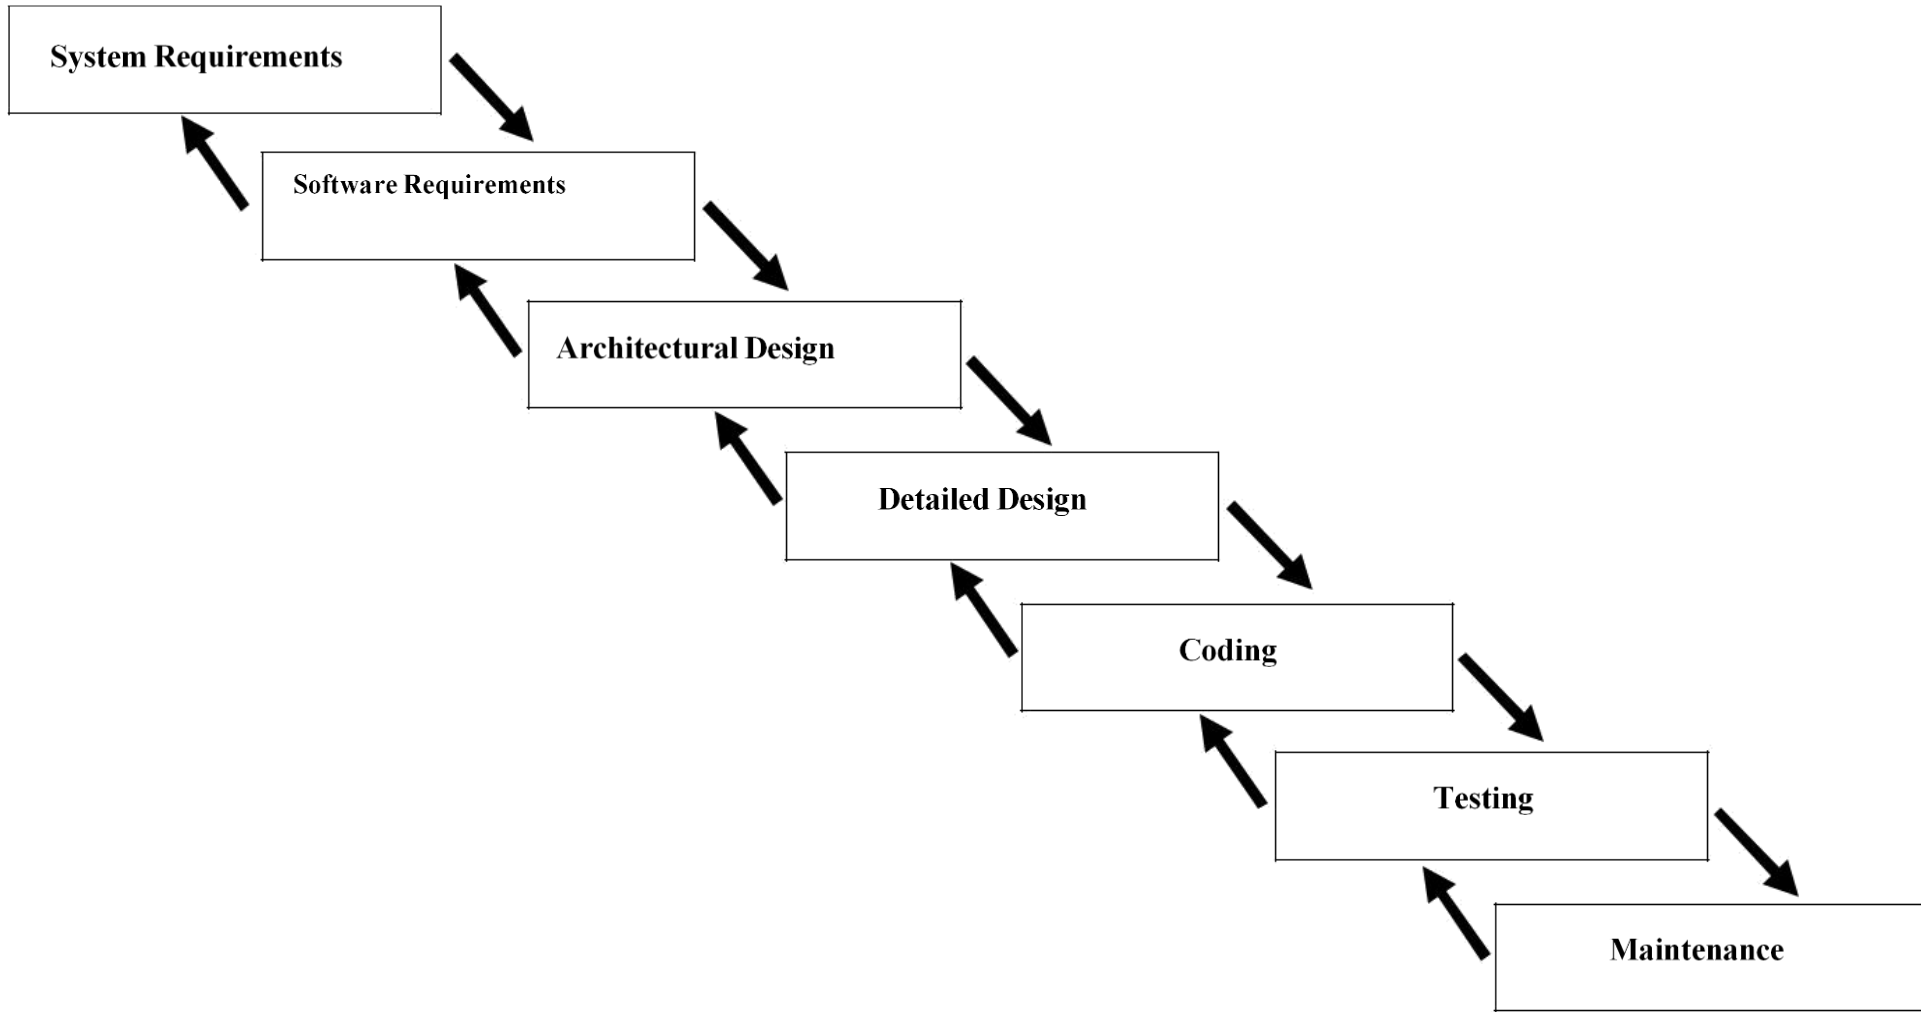 System Requirements
Software Requirements
Architectural Design
Detailed Design
Coding
Testing
Maintenance